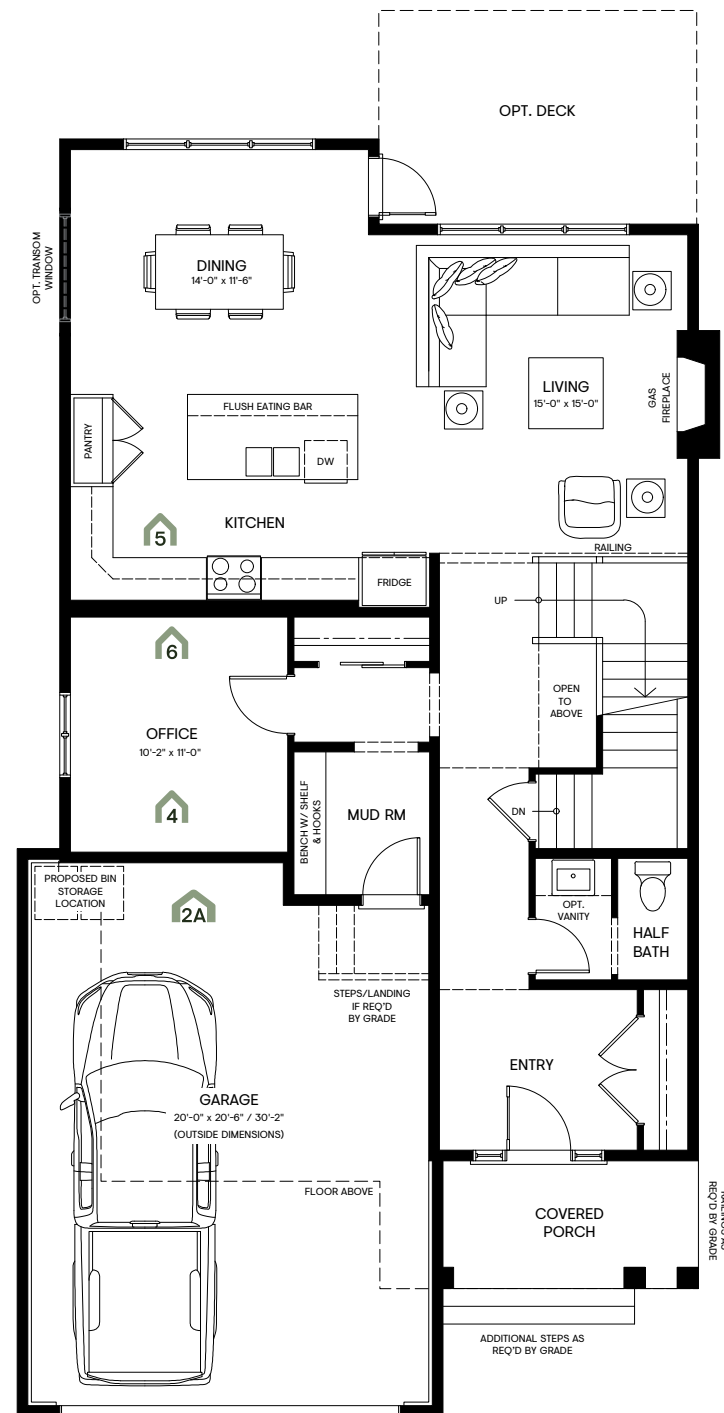 OPT. DECK
OPT. TRANSOM
WINDOW
DINING
14'-0" x 11'-6"
LIVING
15'-0" x 15'-0"
GAS
FIREPLACE
FLUSH EATING BAR
PANTRY
DW
KITCHEN
5
RAILING
FRIDGE
UP
6
OPEN
TO
ABOVE
OFFICE
10'-2" x 11'-0"
4
BENCH W/ SHELF
& HOOKS
MUD RM
DN
PROPOSED BIN
STORAGE
LOCATION
2A
OPT.
VANITY
HALF
BATH
STEPS/LANDING
IF REQ'D
BY GRADE
ENTRY
GARAGE
20'-0" x 20'-6" / 30'-2"
(OUTSIDE DIMENSIONS)
FLOOR ABOVE
COVERED
PORCH
REQ'D BY GRADE
ADDITIONAL STEPS AS
REQ'D BY GRADE